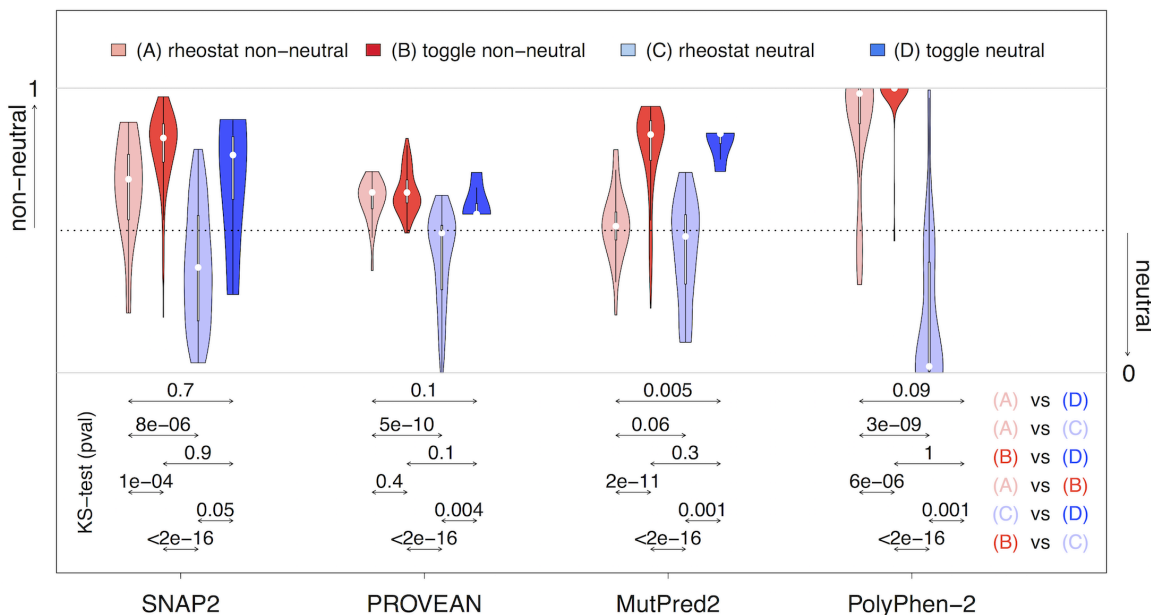 (A) rheostat non−neutral (B) toggle non−neutral (C) rheostat neutral (D) toggle neutral
1
non−neutral
neutral
0
KS−test (pval)
0.7 0.1 0.005 0.09 (A) vs (D)
8e−06 5e−10 0.06 3e−09 (A) vs (C)
0.9 0.1 0.3 1 (B) vs (D)
1e−04 0.4 2e−11 6e−06 (A) vs (B)
0.05 0.004 0.001 0.001 (C) vs (D)
<2e−16 <2e−16 <2e−16 <2e−16 (B) vs (C)
SNAP2 PROVEAN MutPred2 PolyPhen−2